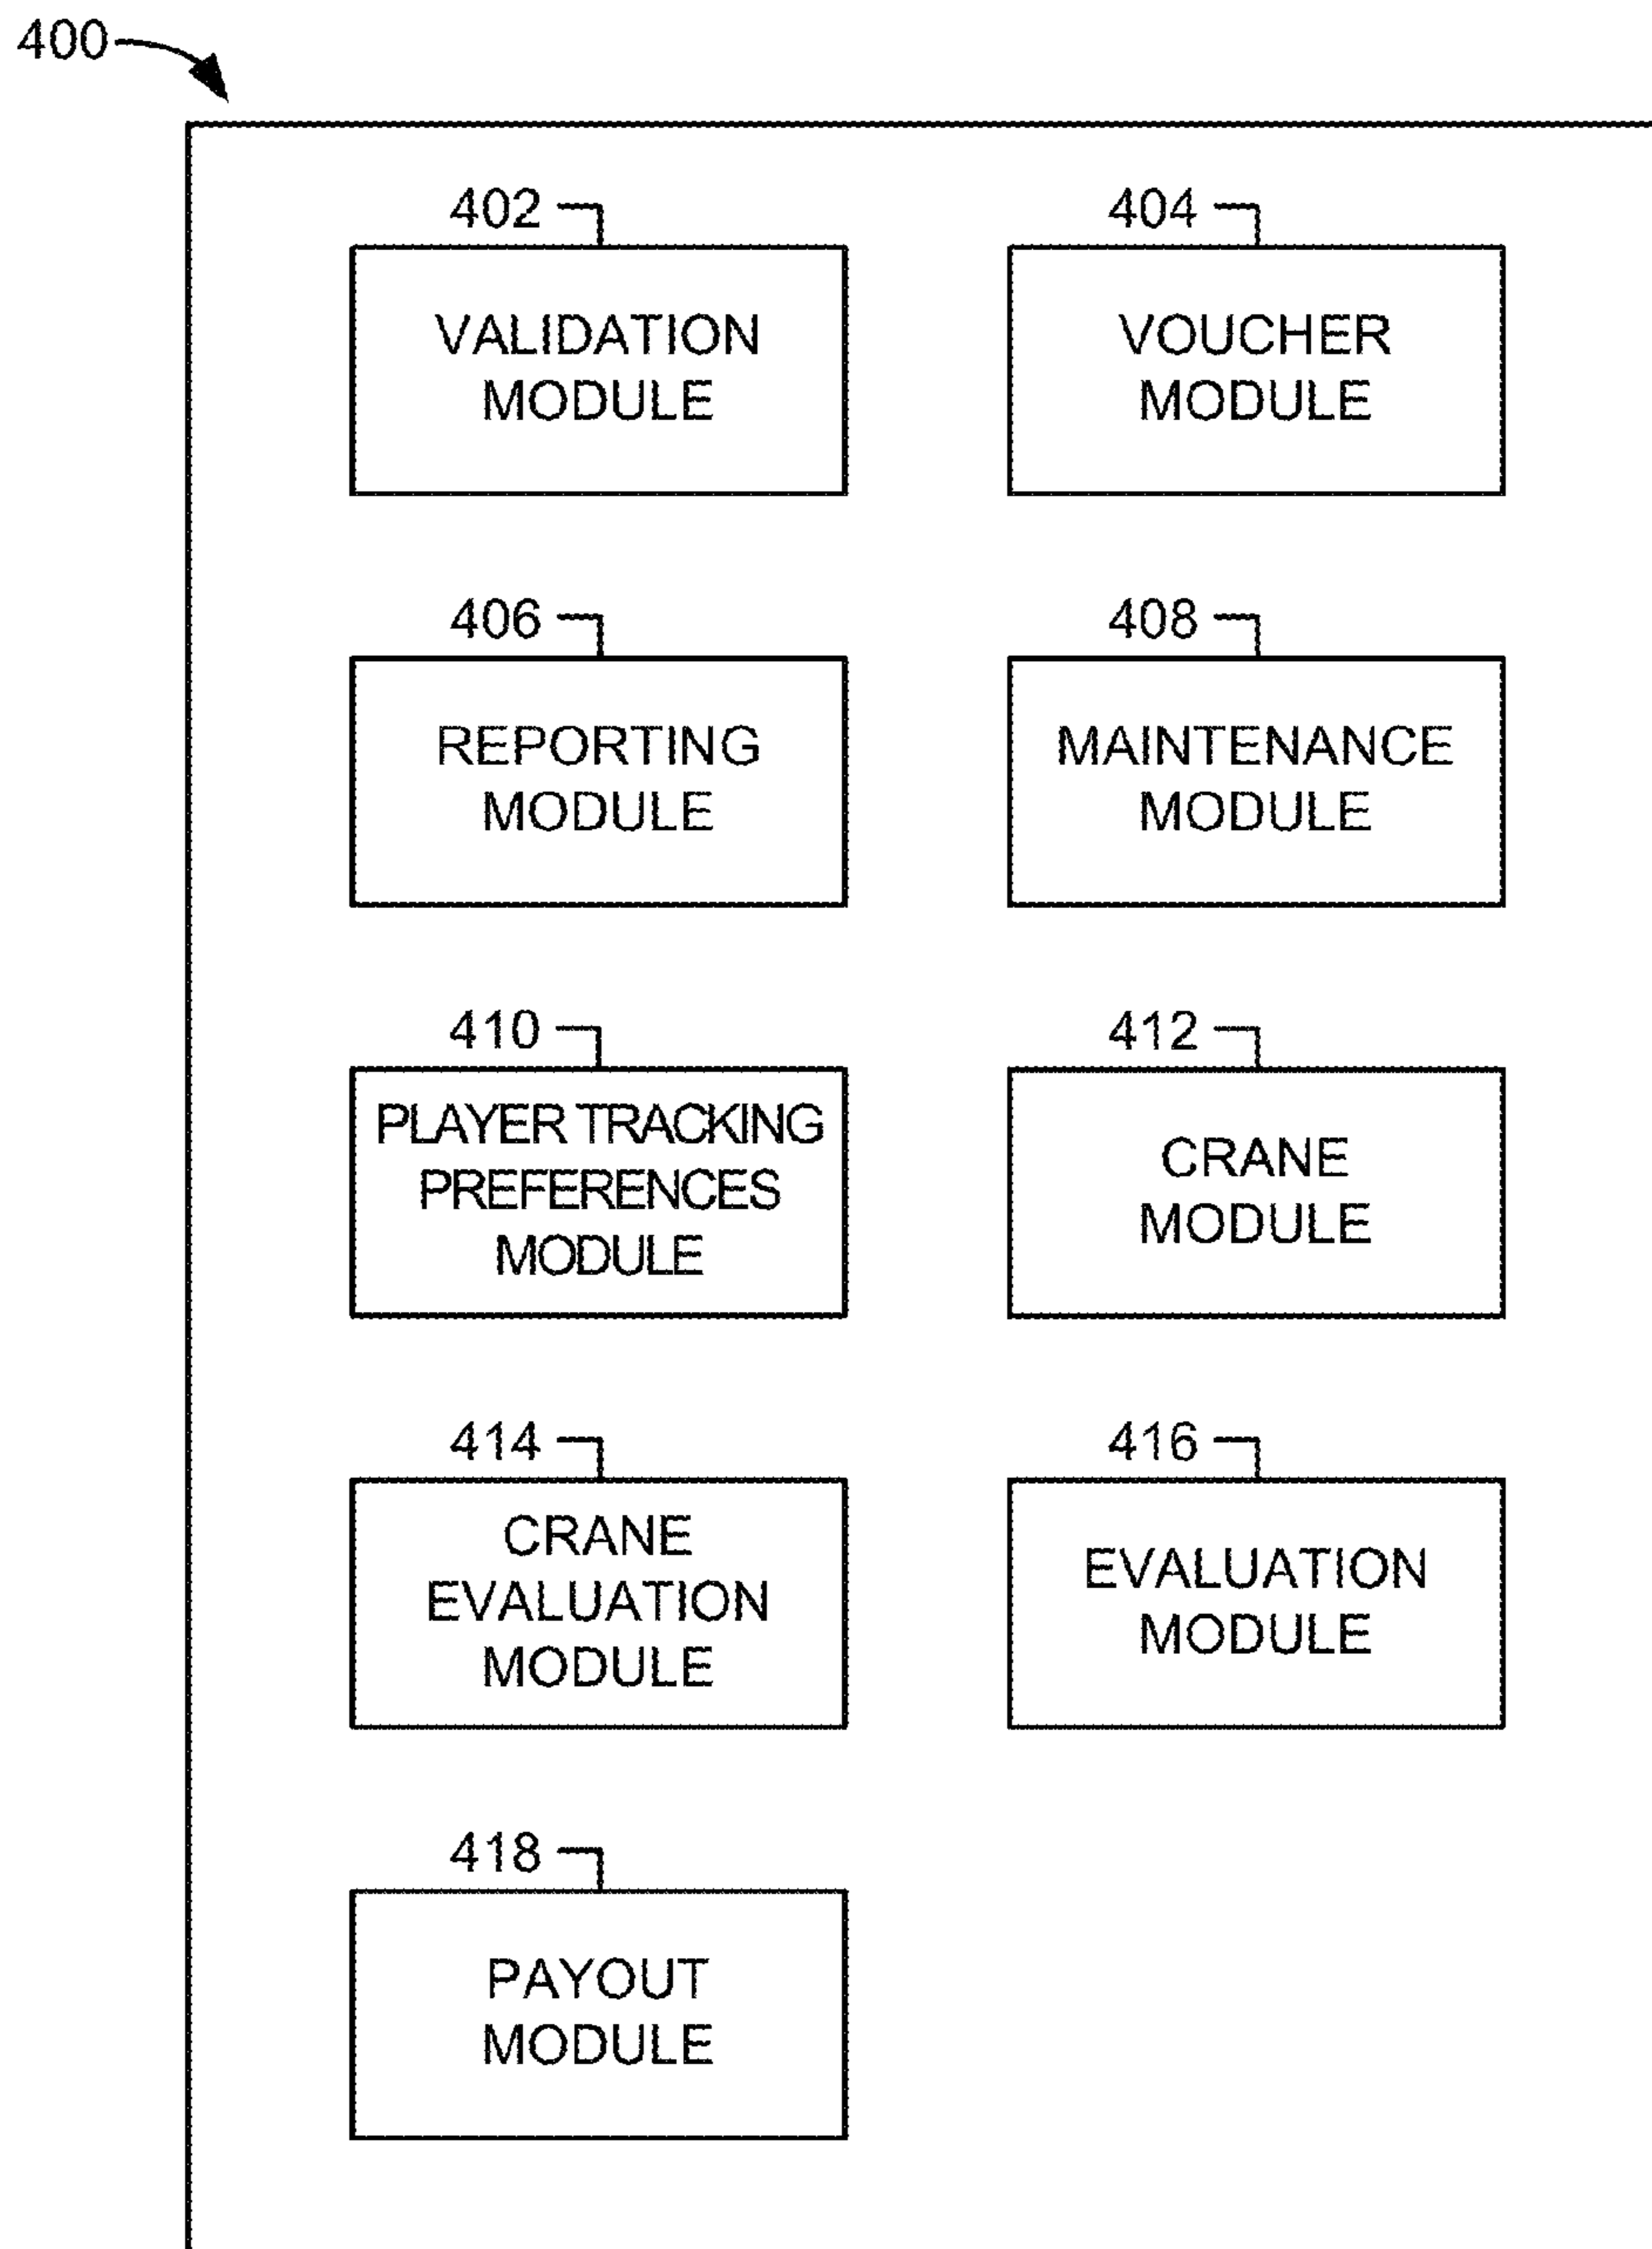 400
402
404
VALIDATION
MODULE
VOUCHER
MODULE
406
408
REPORTING
MODULE
MAINTENANCE
MODULE
410
412
PLAYER TRACKING
PREFERENCES
MODULE
CRANE
MODULE
414
416
CRANE
EVALUATION
MODULE
EVALUATION
MODULE
418
PAYOUT
MODULE